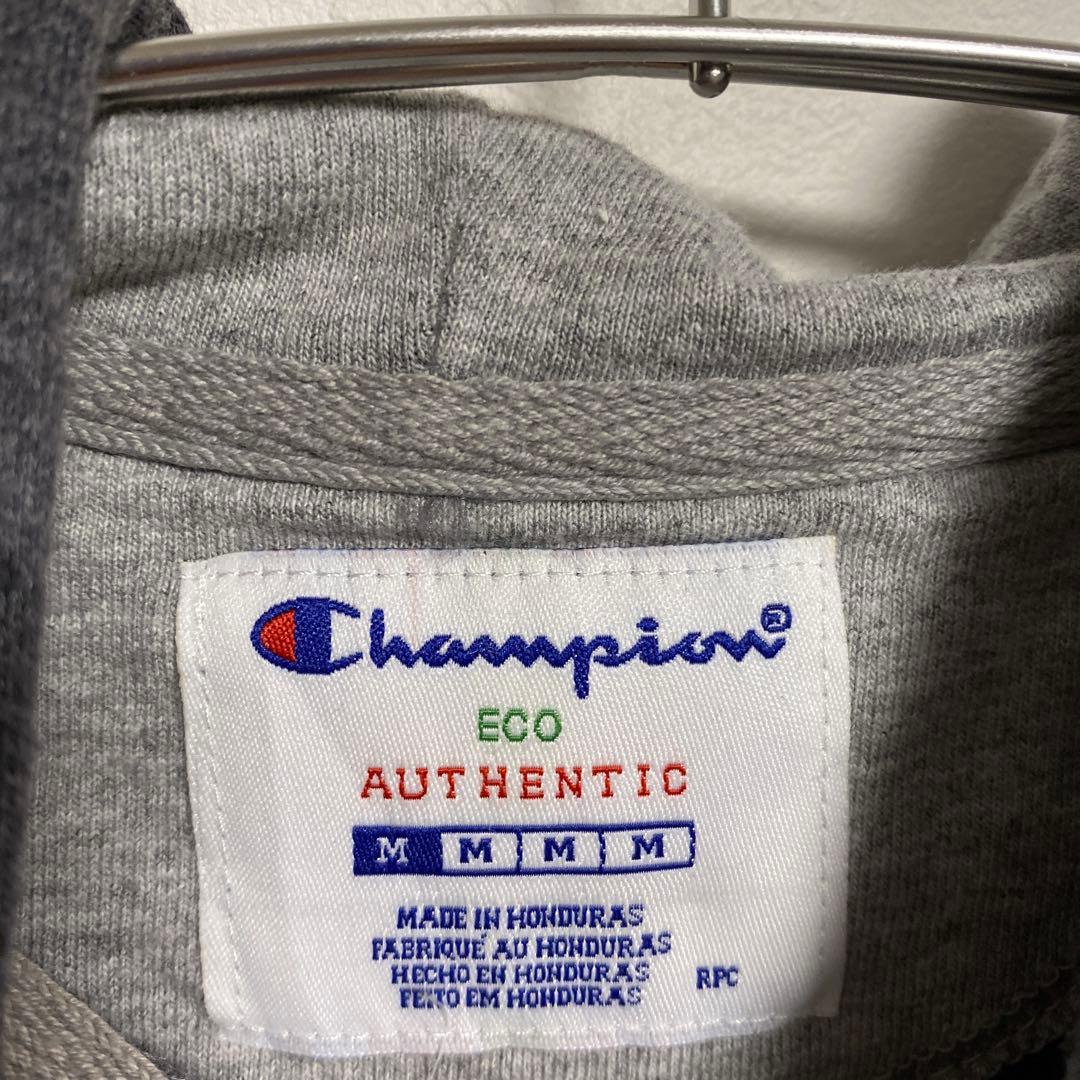 Champion®
ECO
AUTHENTIC
M M M M
MADE IN HONDURAS
FABRIQUÉ AU HONDURAS
HECHO EN HONDURAS
FEITO EM HONDURAS
RPC